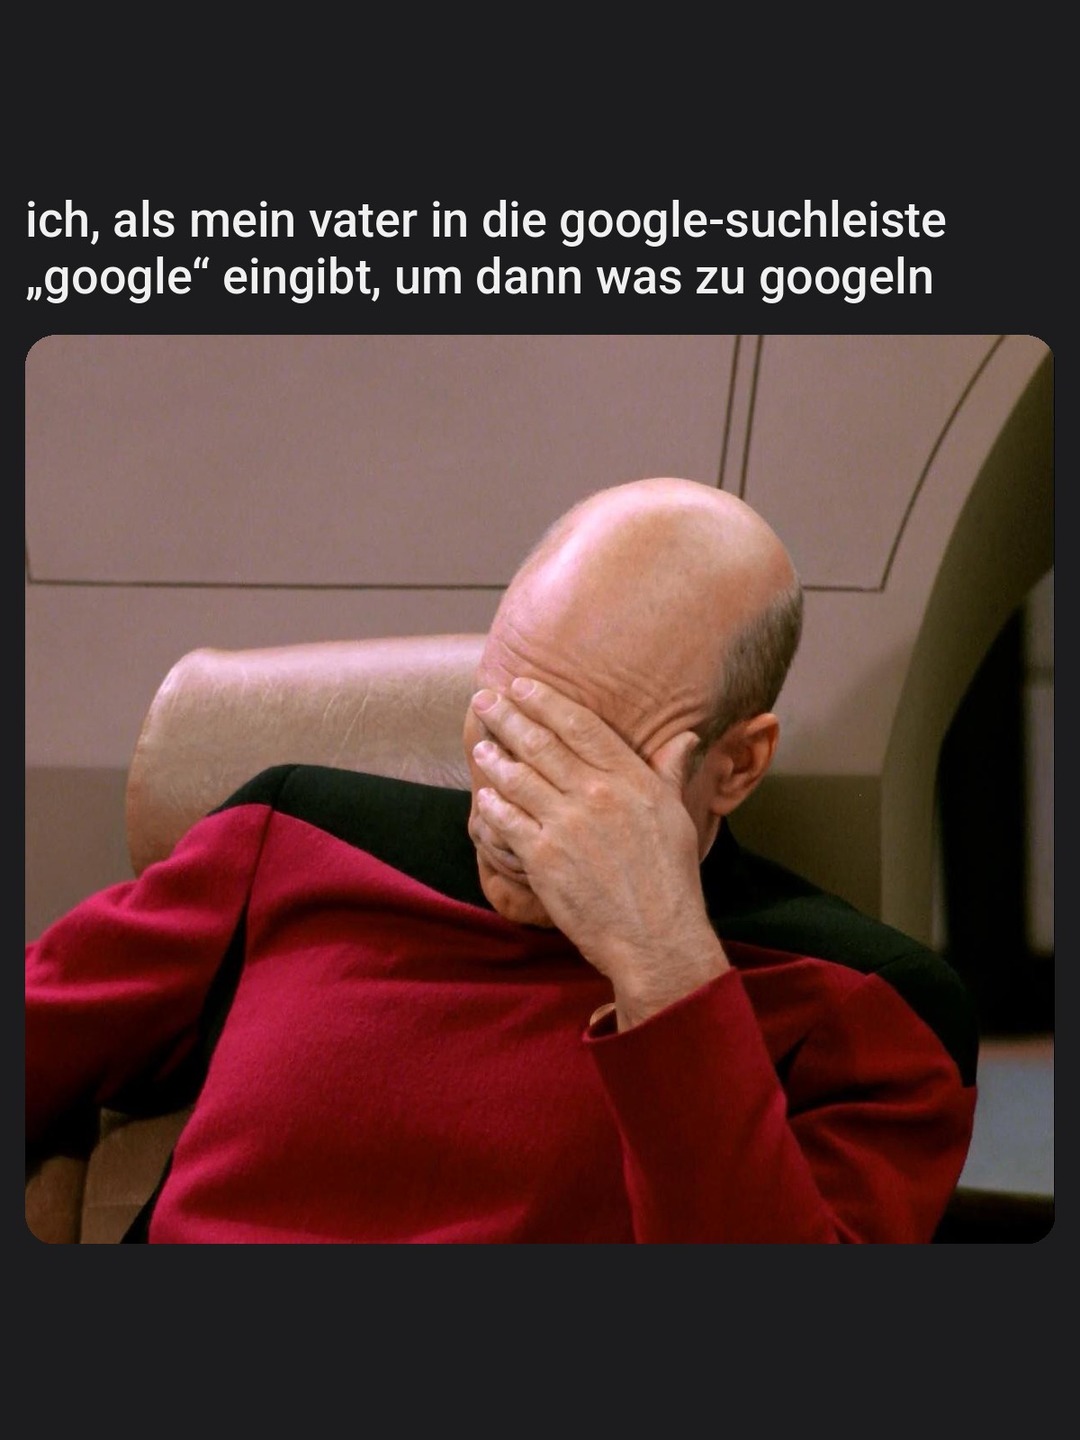 ich, als mein vater in die google-suchleiste
„google“ eingibt, um dann was zu googeln